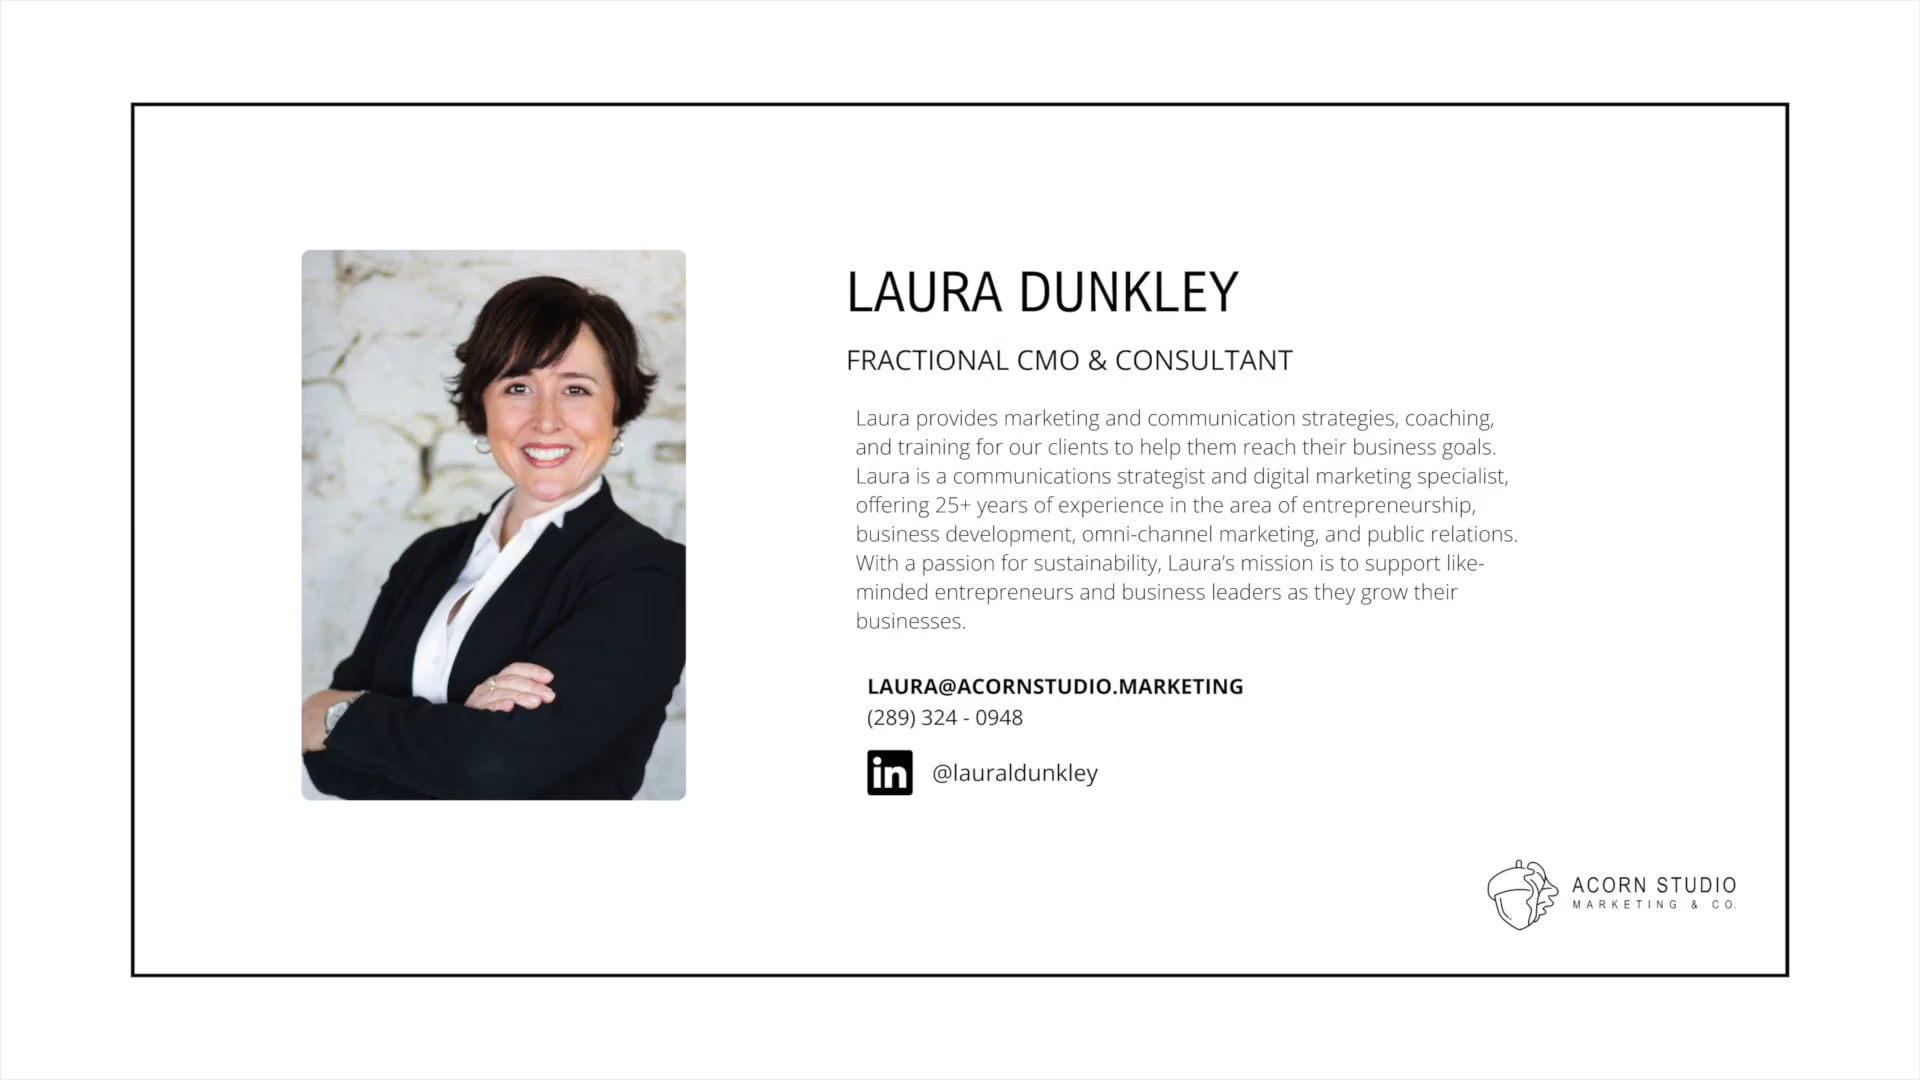 LAURA DUNKLEY
FRACTIONAL CMO & CONSULTANT
Laura provides marketing and communication strategies, coaching,
and training for our clients to help them reach their business goals.
Laura is a communications strategist and digital marketing specialist,
offering 25+ years of experience in the area of entrepreneurship,
business development, omni-channel marketing, and public relations.
With a passion for sustainability, Laura’s mission is to support like-
minded entrepreneurs and business leaders as they grow their
businesses.
LAURA@ACORNSTUDIO.MARKETING
(289) 324 - 0948
in @lauraldunkley
ACORN STUDIO
MARKETING & CO.